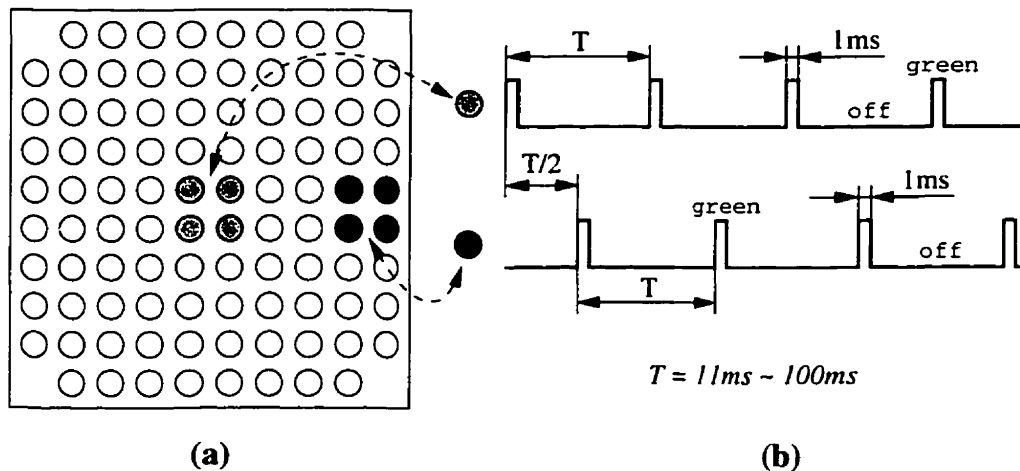 T
1ms
green
off
T/2
1ms
green
off
T
T = 11ms ~ 100ms
(a)
(b)